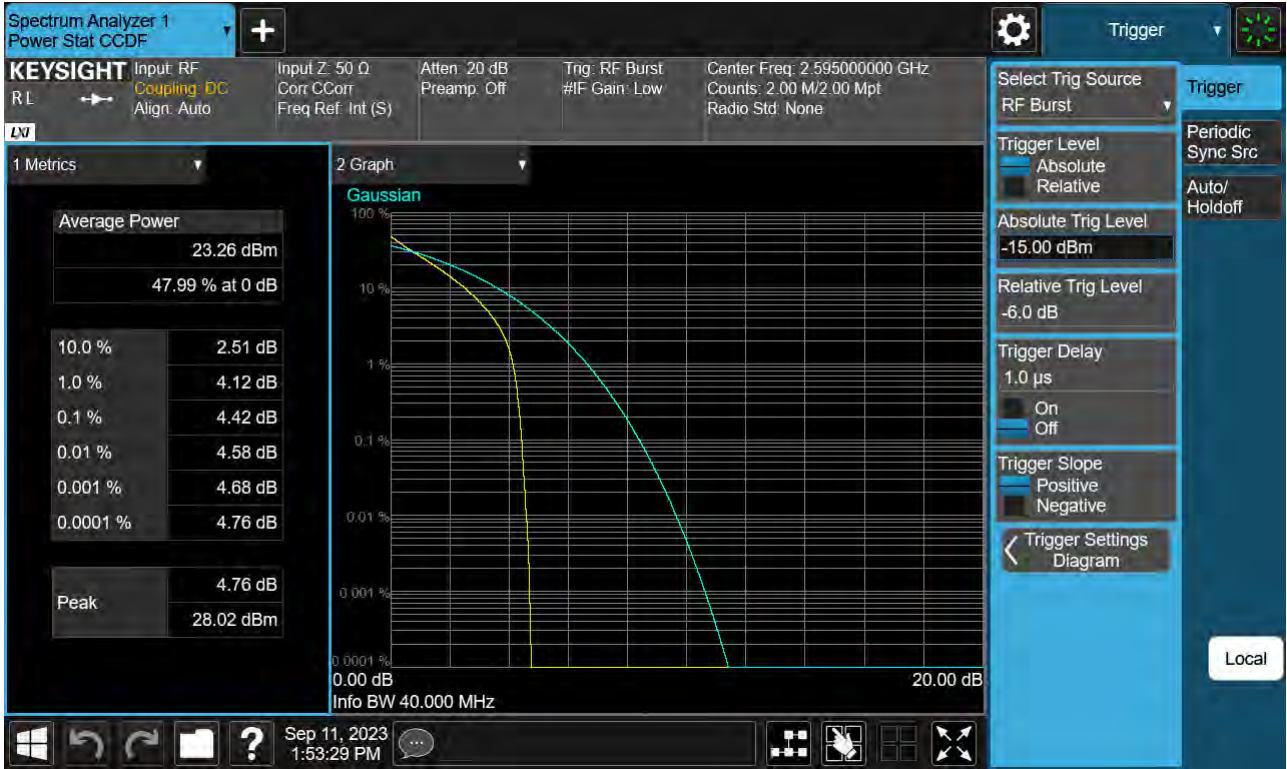 Spectrum Analyzer 1
Power Stat CCDF
+
Trigger
KEYSIGHT
RL
LXI
Input: RF
Coupling: DC
Align: Auto
Input Z: 50 Ω
Corr CCorr
Freq Ref: Int (S)
Atten: 20 dB
Preamp: Off
Trig: RF Burst
#IF Gain: Low
Center Freq: 2.595000000 GHz
Counts: 2.00 M/2.00 Mpt
Radio Std: None
1 Metrics
Average Power
23.26 dBm
47.99 % at 0 dB
10.0 % 2.51 dB
1.0 % 4.12 dB
0.1 % 4.42 dB
0.01 % 4.58 dB
0.001 % 4.68 dB
0.0001 % 4.76 dB
Peak
4.76 dB
28.02 dBm
2 Graph
Gaussian
100 %
10 %
1 %
0.1 %
0.01 %
0.001 %
0.0001 %
0.00 dB 20.00 dB
Info BW 40.000 MHz
Select Trig Source
RF Burst
Trigger Level
Absolute
Relative
Absolute Trig Level
-15.00 dBm
Relative Trig Level
-6.0 dB
Trigger Delay
1.0 µs
On
Off
Trigger Slope
Positive
Negative
Trigger Settings
Diagram
Trigger
Periodic
Sync Src
Auto/
Holdoff
Local
?
Sep 11, 2023
1:53:29 PM